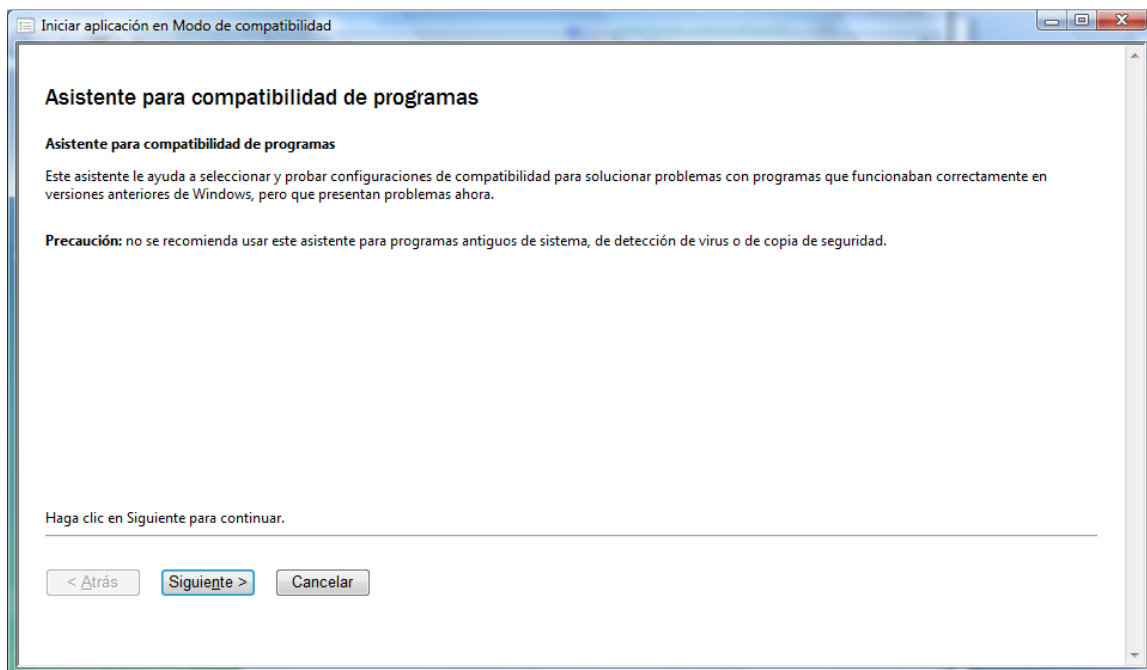 Iniciar aplicación en Modo de compatibilidad
Asistente para compatibilidad de programas
Asistente para compatibilidad de programas
Este asistente le ayuda a seleccionar y probar configuraciones de compatibilidad para solucionar problemas con programas que funcionaban correctamente en
versiones anteriores de Windows, pero que presentan problemas ahora.
Precaución: no se recomienda usar este asistente para programas antiguos de sistema, de detección de virus o de copia de seguridad.
Haga clic en Siguiente para continuar.
< Atrás Siguiente > Cancelar